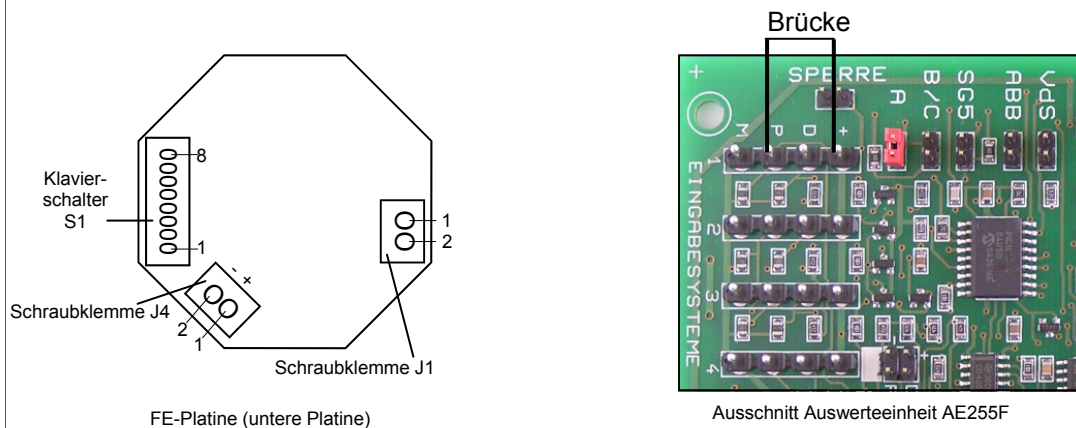 Klavier-
schalter
S1
8
1
- +
Schraubklemme J4
2
1
1
2
Schraubklemme J1
FE-Platine (untere Platine)
Brücke
+
SPERRE
A
B/C
SG5
ABB
VdS
M
P
D
+
1
2
3
4
EINGABESYSTEME
Ausschnitt Auswerteeinheit AE255F